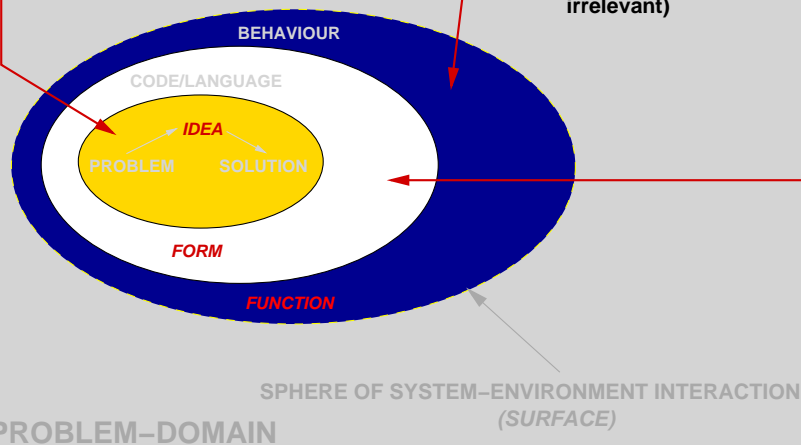 irrelevant)
BEHAVIOUR
CODE/LANGUAGE
IDEA
PROBLEM SOLUTION
FORM
FUNCTION
SPHERE OF SYSTEM–ENVIRONMENT INTERACTION
(SURFACE)
PROBLEM–DOMAIN